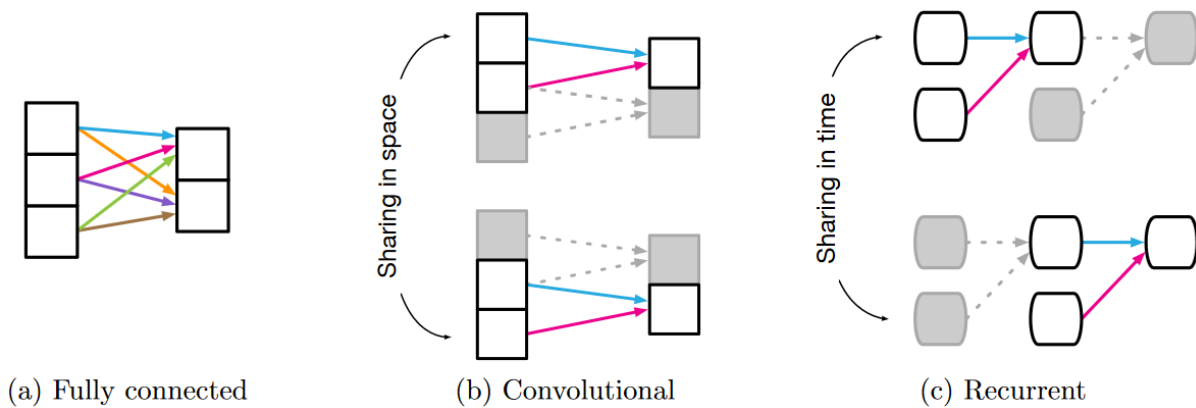 Sharing in space
Sharing in time
(a) Fully connected
(b) Convolutional
(c) Recurrent